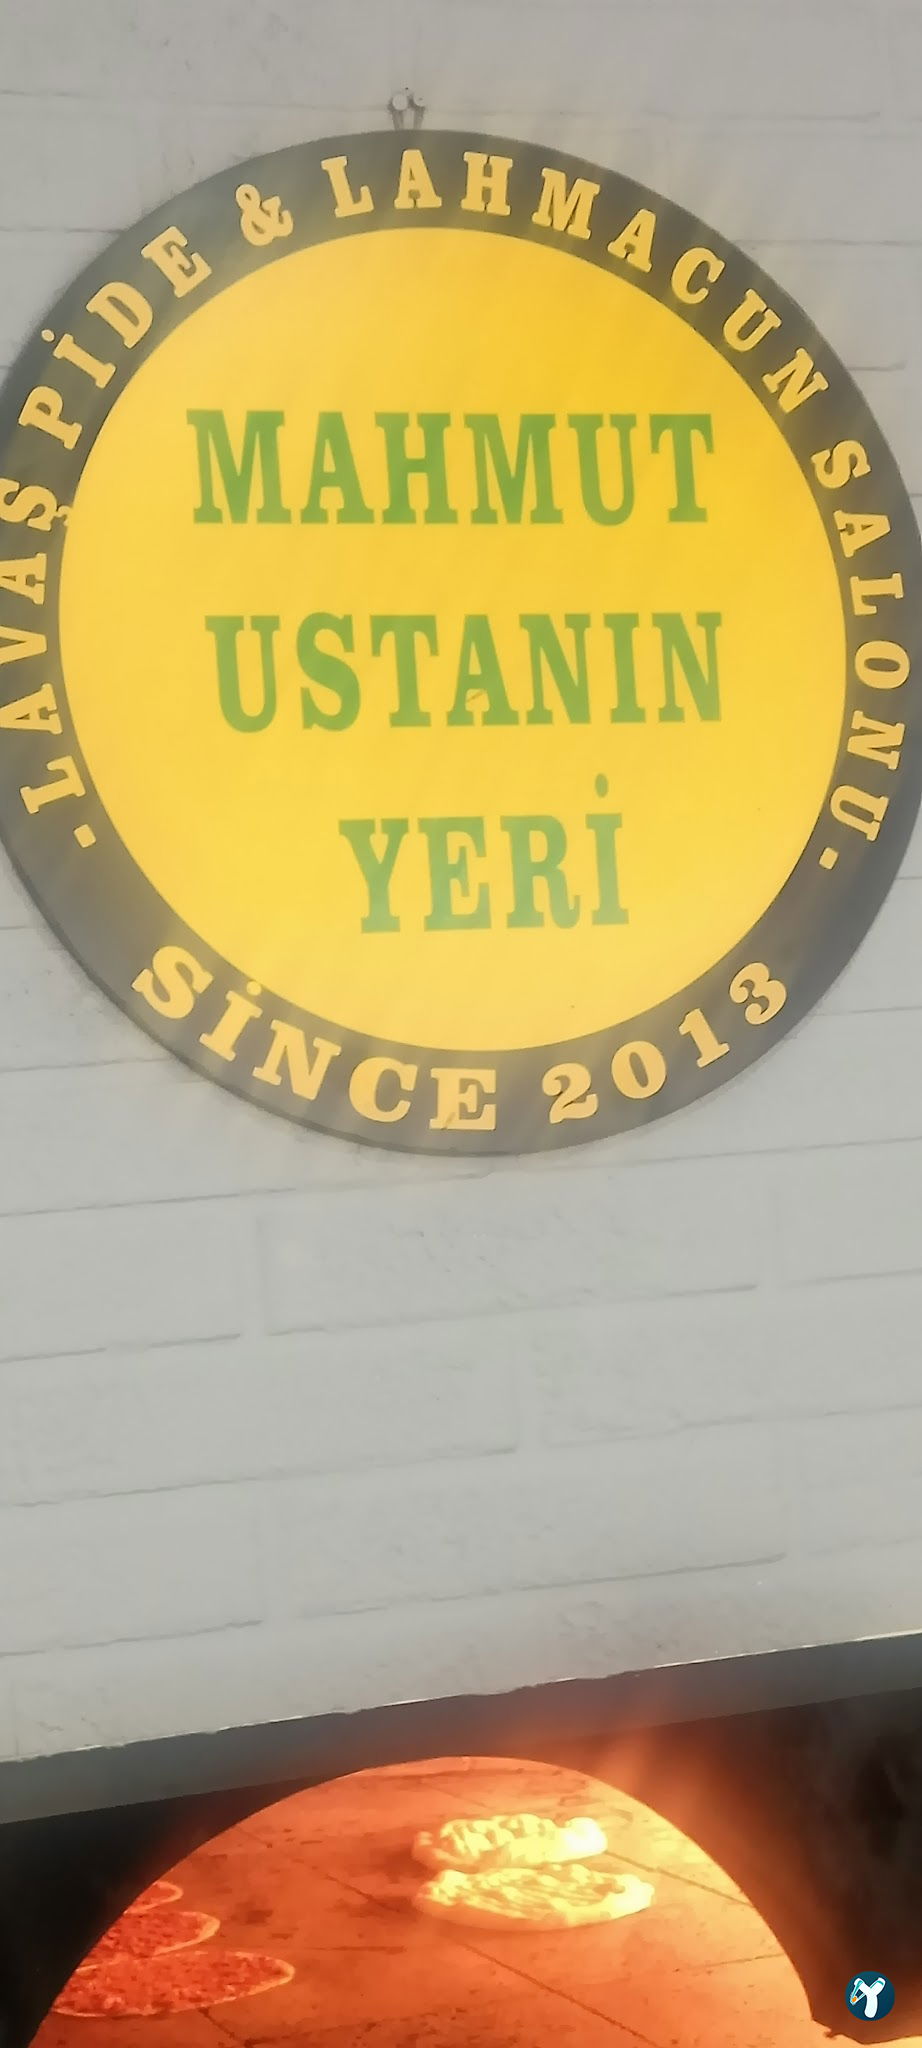 LAVAŞ PİDE & LAHMACUN SALONU
MAHMUT
USTANIN
YERİ
SİNCE 2013